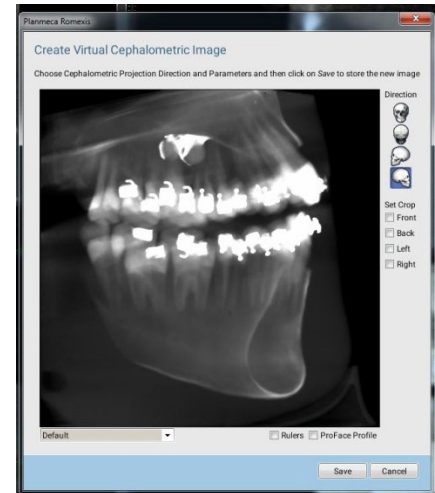 Planmeca Romexis
Create Virtual Cephalometric Image
Choose Cephalometric Projection Direction and Parameters and then click on Save to store the new image
Direction
Set Crop
Front
Back
Left
Right
Default
Rulers
ProFace Profile
Save
Cancel